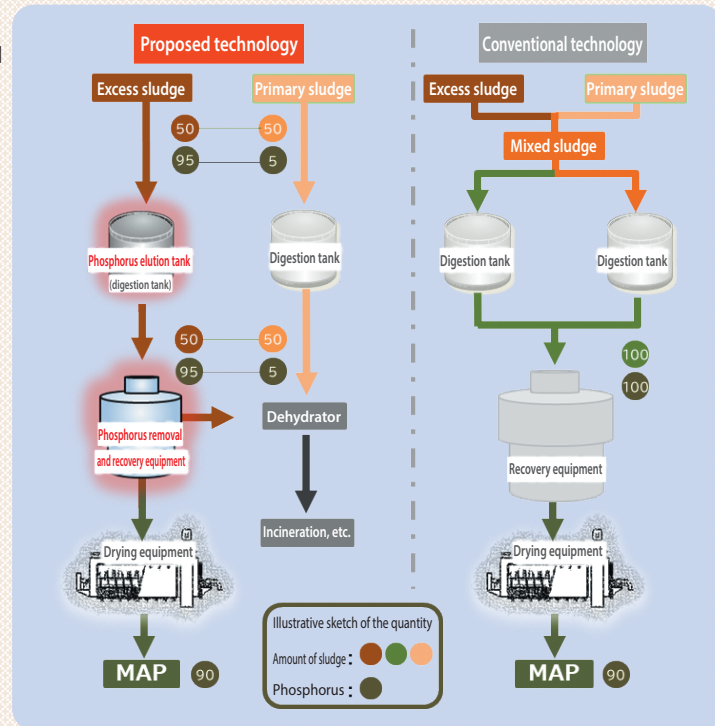 Proposed technology
Excess sludge
Primary sludge
50
50
95
5
Phosphorus elution tank
(digestion tank)
Digestion tank
50
50
95
5
Phosphorus removal
and recovery equipment
Dehydrator
Incineration, etc.
Drying equipment
MAP
90
Conventional technology
Excess sludge
Primary sludge
Mixed sludge
Digestion tank
Digestion tank
100
100
Recovery equipment
Drying equipment
MAP
90
Illustrative sketch of the quantity
Amount of sludge :
Phosphorus :